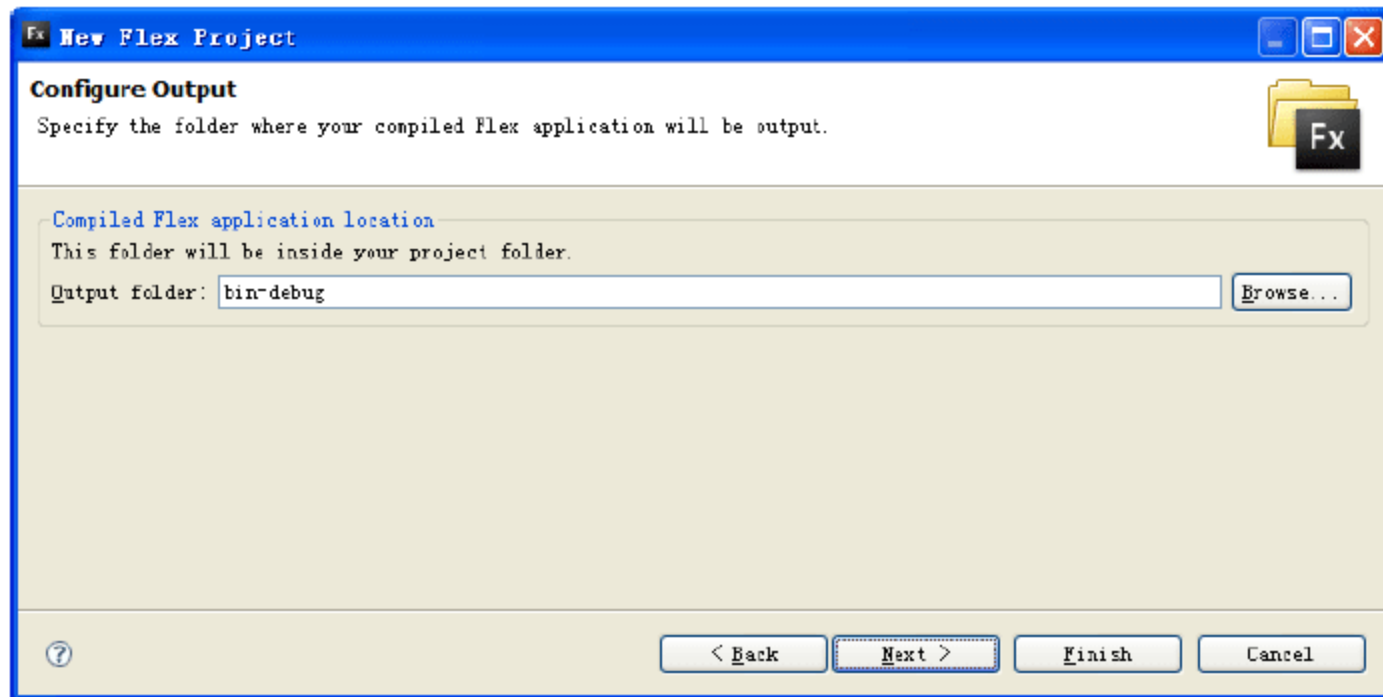 Fx New Flex Project
Configure Output
Specify the folder where your compiled Flex application will be output.
Fx
Compiled Flex application location
This folder will be inside your project folder.
Output folder: bin-debug Browse...
? < Back Next > Finish Cancel